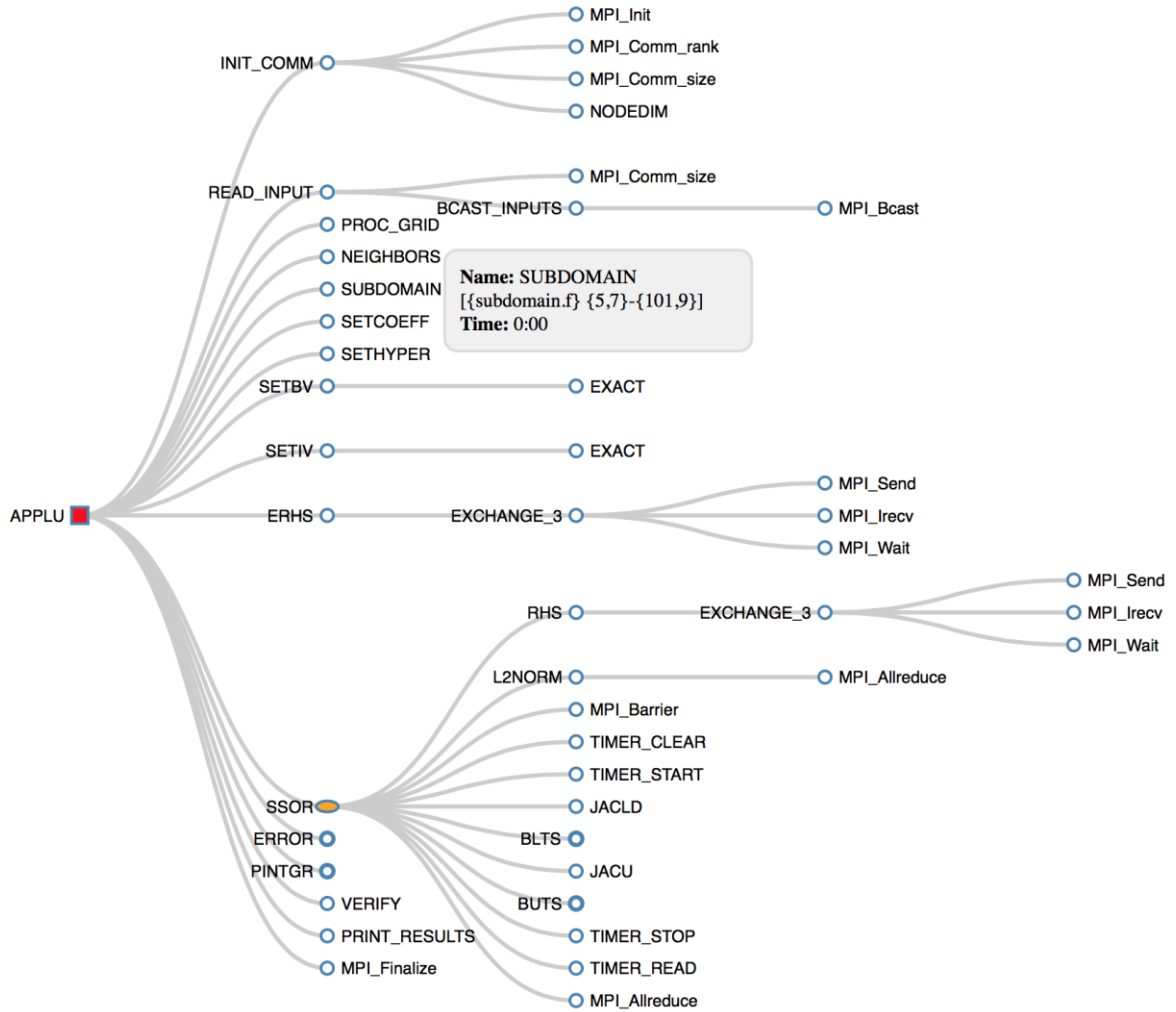 MPI_Init
INIT_COMM
MPI_Comm_rank
MPI_Comm_size
NODEDIM
MPI_Comm_size
READ_INPUT
BCAST_INPUTS
MPI_Bcast
PROC_GRID
NEIGHBORS
SUBDOMAIN
Name: SUBDOMAIN
[{subdomain.f} {5,7}-{101,9}]
Time: 0:00
SETCOEFF
SETHYPER
SETBV
EXACT
SETIV
EXACT
MPI_Send
APPLU
ERHS
EXCHANGE_3
MPI_Irecv
MPI_Wait
MPI_Send
RHS
EXCHANGE_3
MPI_Irecv
MPI_Wait
L2NORM
MPI_Allreduce
MPI_Barrier
TIMER_CLEAR
TIMER_START
SSOR
JACLD
ERROR
BLTS
PINTGR
JACU
VERIFY
BUTS
PRINT_RESULTS
TIMER_STOP
MPI_Finalize
TIMER_READ
MPI_Allreduce